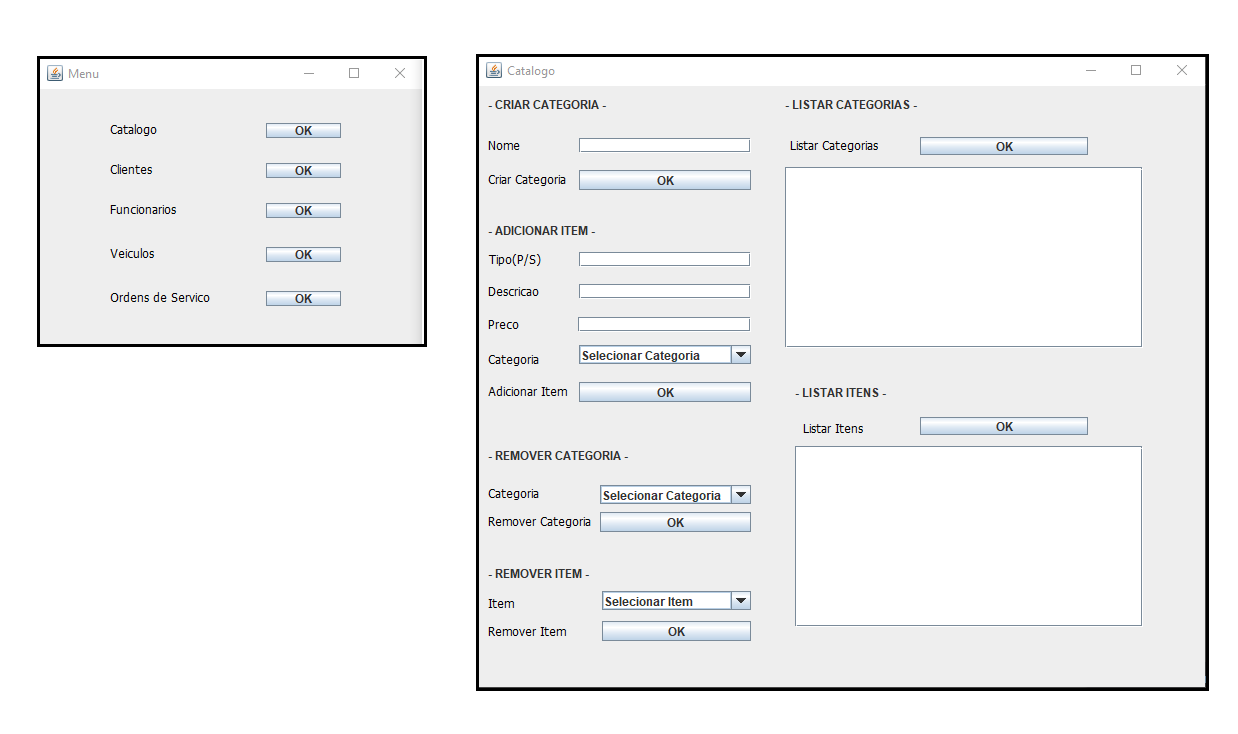 Menu
Catalogo OK
Clientes OK
Funcionarios OK
Veiculos OK
Ordens de Servico OK
Catalogo
- CRIAR CATEGORIA -
Nome
Criar Categoria OK
- ADICIONAR ITEM -
Tipo(P/S)
Descricao
Preco
Categoria Selecionar Categoria
Adicionar Item OK
- REMOVER CATEGORIA -
Categoria Selecionar Categoria
Remover Categoria OK
- REMOVER ITEM -
Item Selecionar Item
Remover Item OK
- LISTAR CATEGORIAS -
Listar Categorias OK
- LISTAR ITENS -
Listar Itens OK